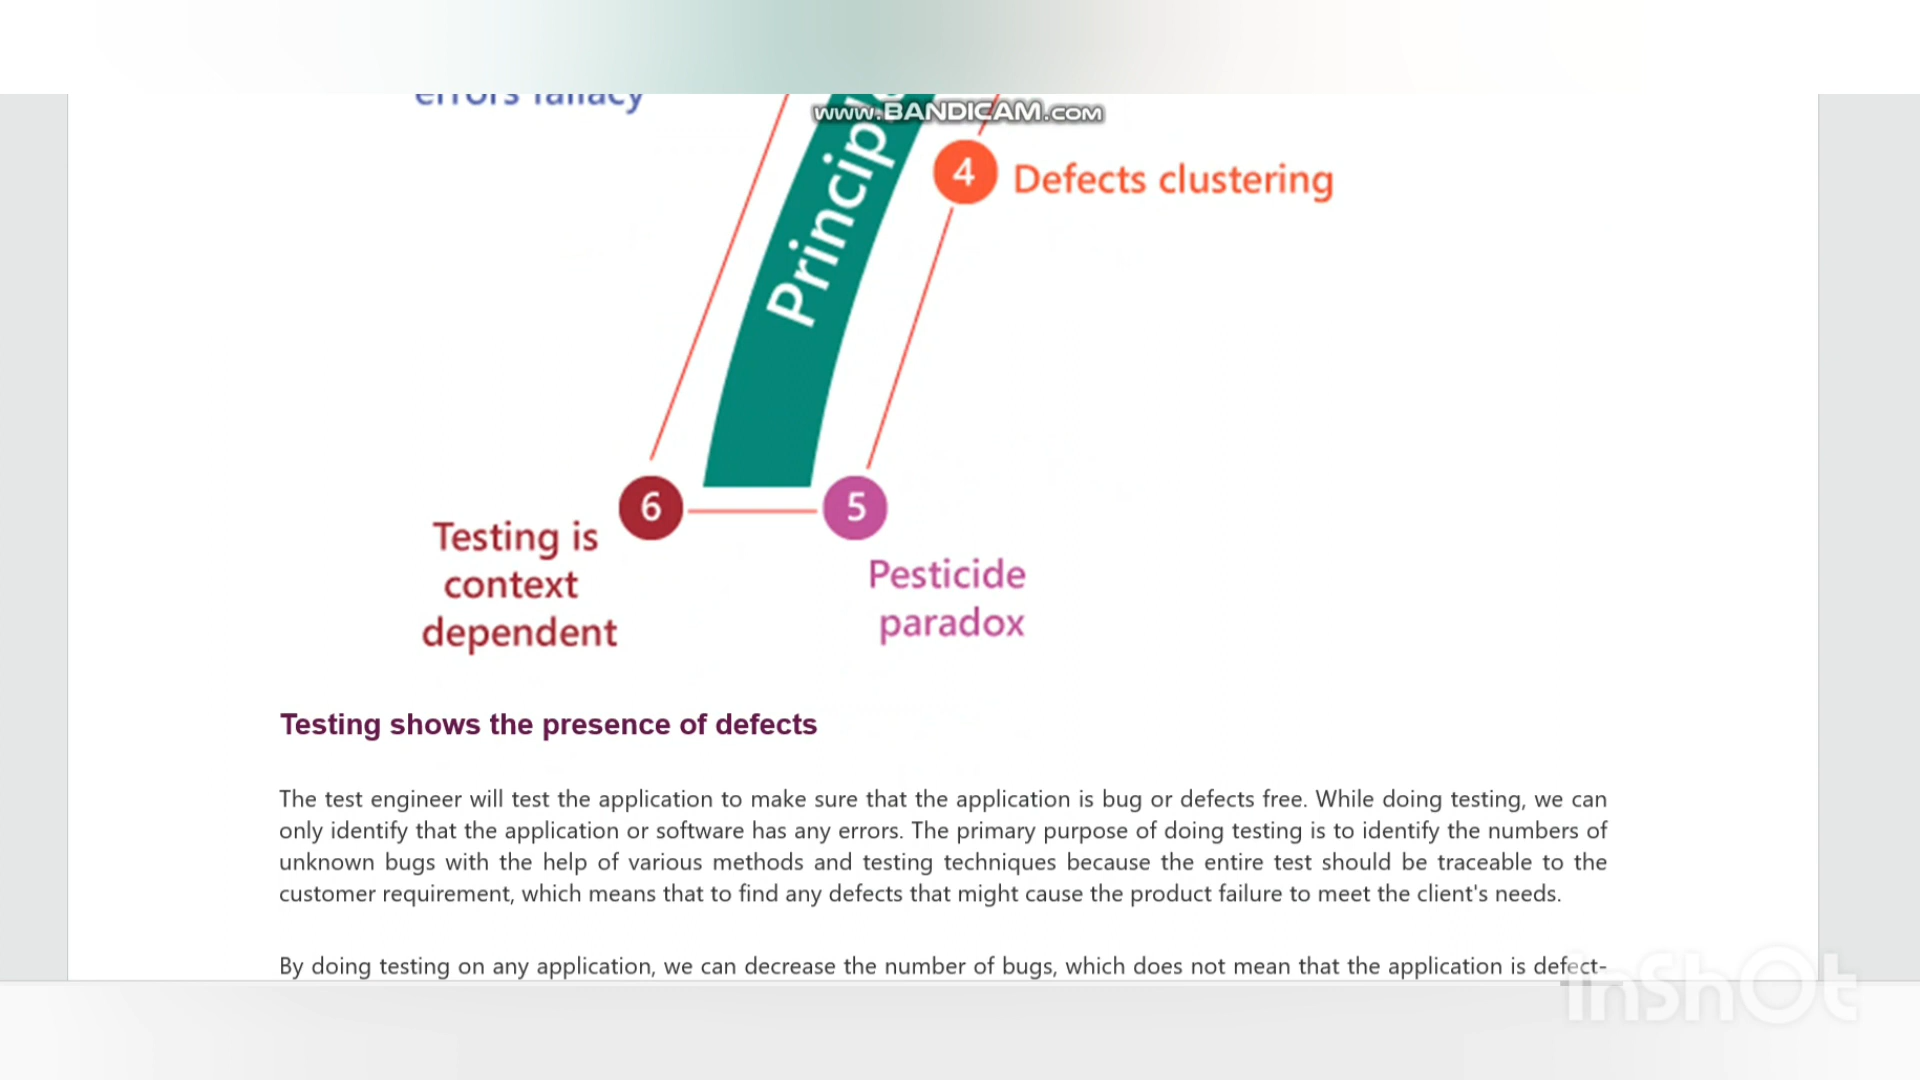 errors fallacy
www.BANDICAM.com
Principl
4 Defects clustering
6
5
Testing is
context
dependent
Pesticide
paradox
Testing shows the presence of defects
The test engineer will test the application to make sure that the application is bug or defects free. While doing testing, we can
only identify that the application or software has any errors. The primary purpose of doing testing is to identify the numbers of
unknown bugs with the help of various methods and testing techniques because the entire test should be traceable to the
customer requirement, which means that to find any defects that might cause the product failure to meet the client's needs.
By doing testing on any application, we can decrease the number of bugs, which does not mean that the application is defect-
inShOt